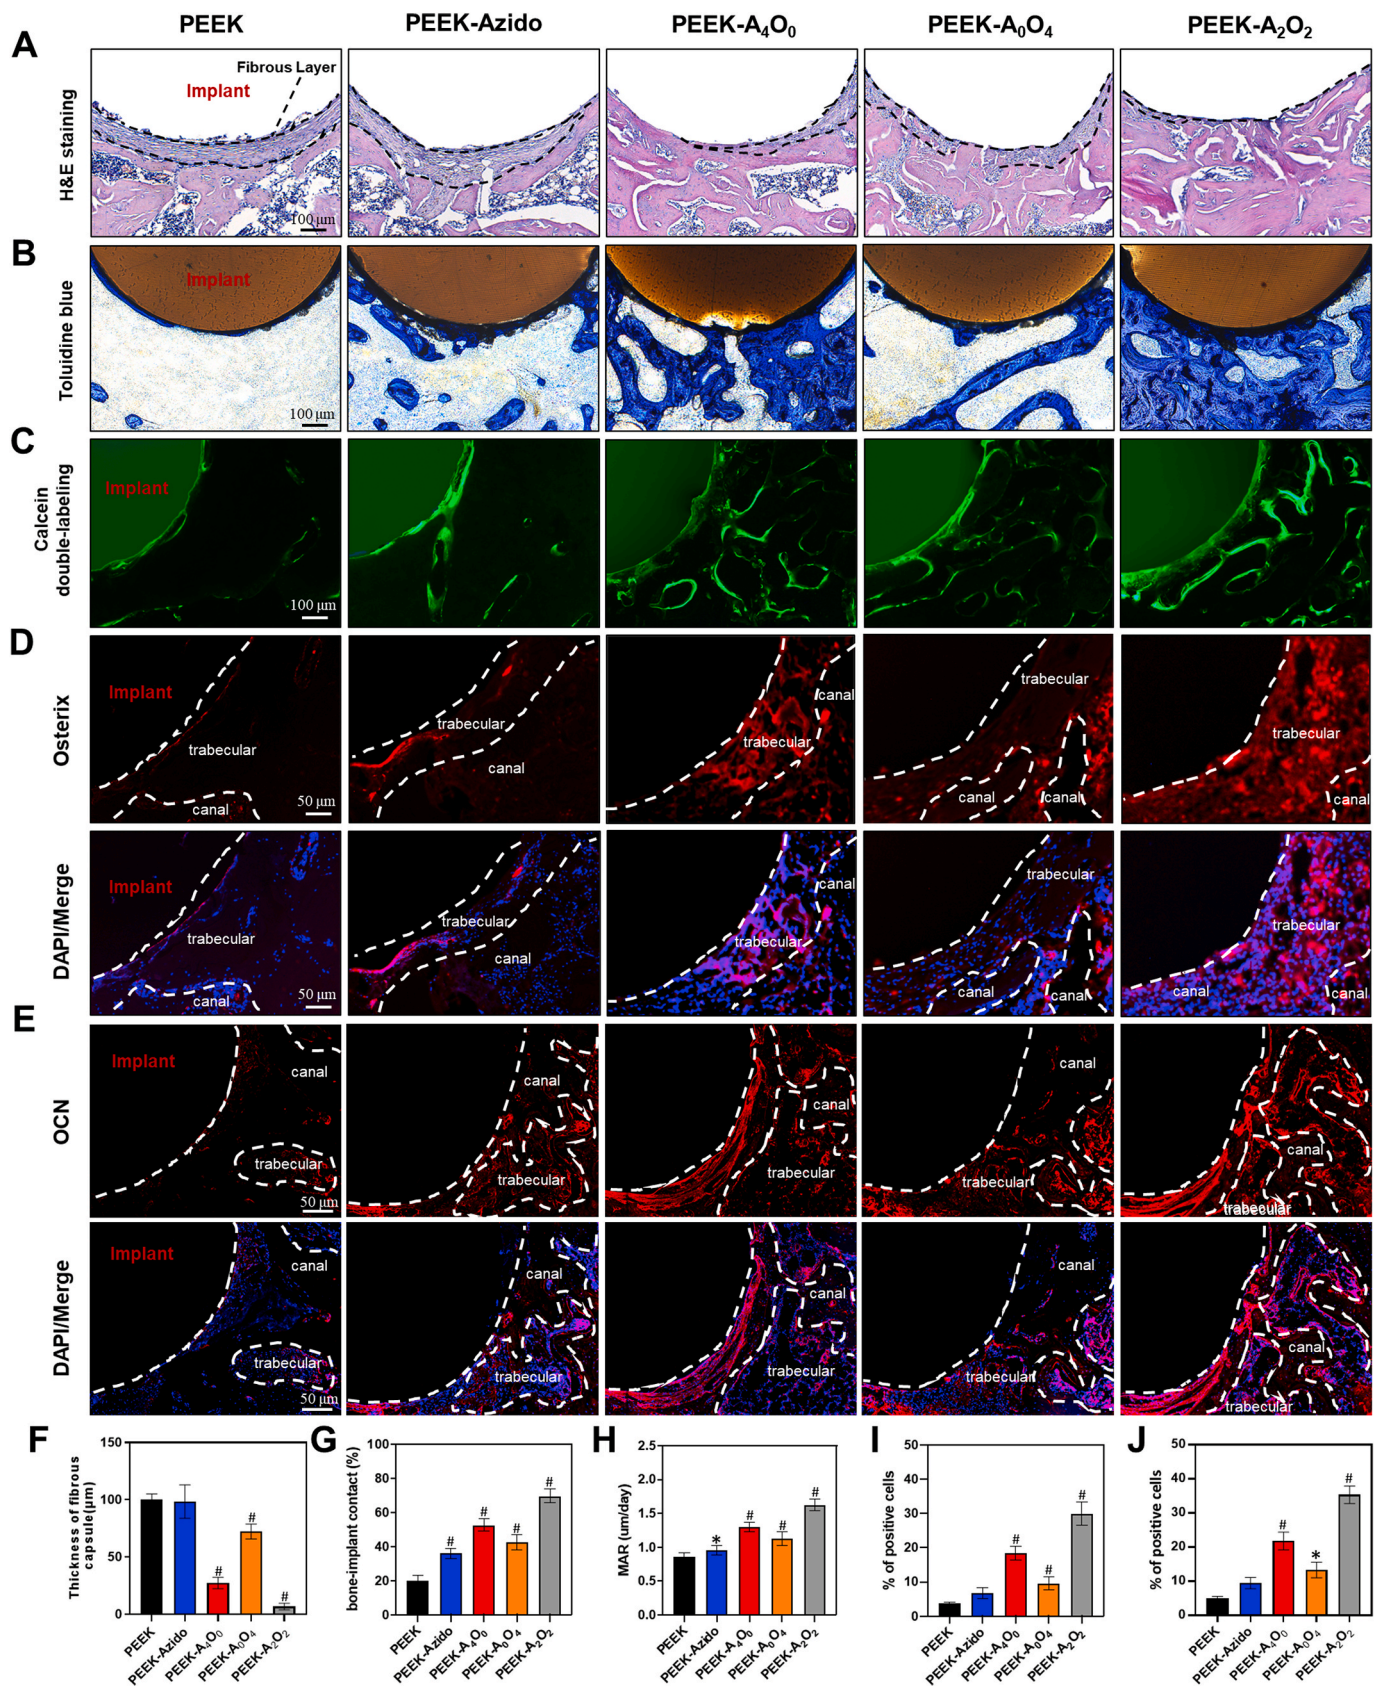 PEEK PEEK-Azido PEEK-A₄O₀ PEEK-A₀O₄ PEEK-A₂O₂
A
H&E staining
Fibrous Layer
Implant
100 μm
B
Toluidine blue
Implant
100 μm
C
Calcein
double-labeling
Implant
100 μm
D
Osterix
Implant
trabecular
canal
50 μm
trabecular
canal
canal
trabecular
trabecular
canal
canal
trabecular
canal
DAPI/Merge
Implant
trabecular
canal
50 μm
trabecular
canal
canal
trabecular
trabecular
canal
canal
trabecular
canal
canal
E
OCN
Implant
canal
trabecular
50 μm
canal
trabecular
canal
trabecular
canal
trabecular
canal
trabecular
DAPI/Merge
Implant
canal
trabecular
50 μm
canal
trabecular
canal
trabecular
canal
trabecular
canal
trabecular
F
Thickness of fibrous
capsule(μm)
150
100
50
0
# # #
PEEK
PEEK-Azido
PEEK-A₄O₀
PEEK-A₀O₄
PEEK-A₂O₂
G
bone-implant contact (%)
100
80
60
40
20
0
# # # #
PEEK
PEEK-Azido
PEEK-A₄O₀
PEEK-A₀O₄
PEEK-A₂O₂
H
MAR (um/day)
2.5
2.0
1.5
1.0
0.5
0.0
* # # #
PEEK
PEEK-Azido
PEEK-A₄O₀
PEEK-A₀O₄
PEEK-A₂O₂
I
% of positive cells
50
40
30
20
10
0
# # #
PEEK
PEEK-Azido
PEEK-A₄O₀
PEEK-A₀O₄
PEEK-A₂O₂
J
% of positive cells
50
40
30
20
10
0
# * #
PEEK
PEEK-Azido
PEEK-A₄O₀
PEEK-A₀O₄
PEEK-A₂O₂